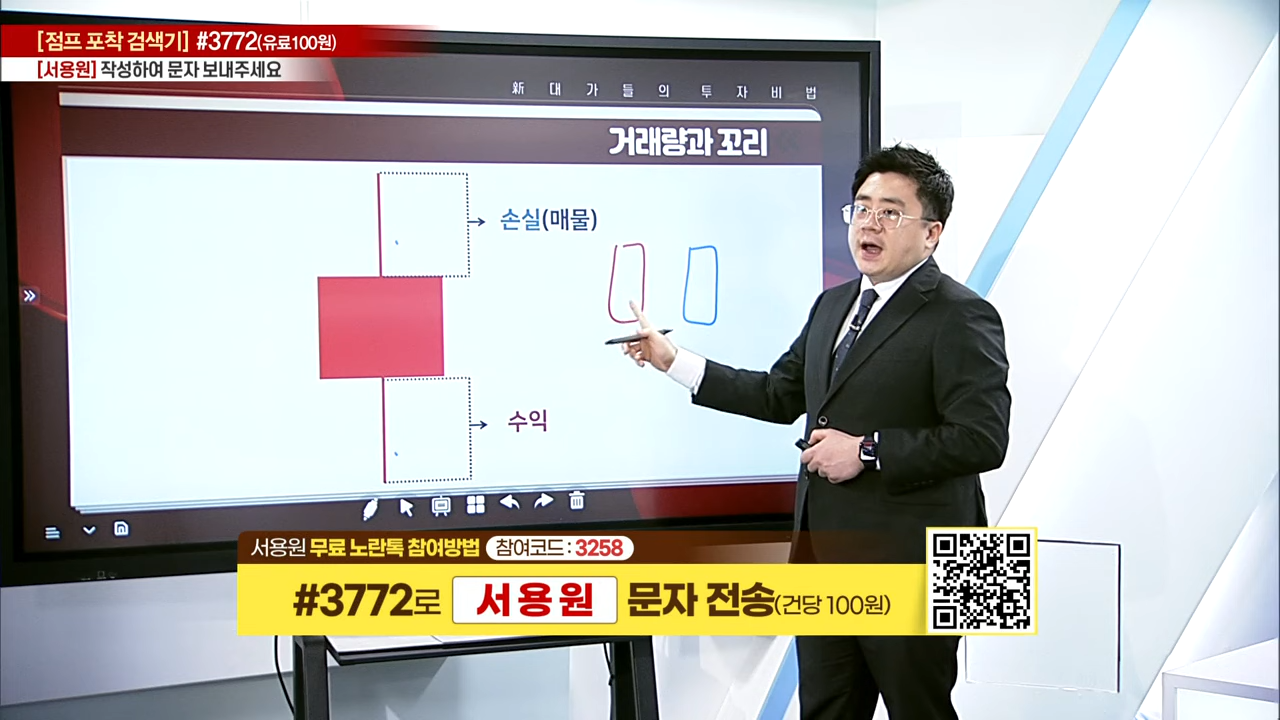 [점프 포착 검색기] #3772(유료100원)
[서용원] 작성하여 문자 보내주세요
新 대 가 들 의 투 자 비 법
거래량과 꼬리
손실(매물)
수익
서용원 무료 노란톡 참여방법 참여코드 : 3258
#3772로 서용원 문자 전송(건당 100원)